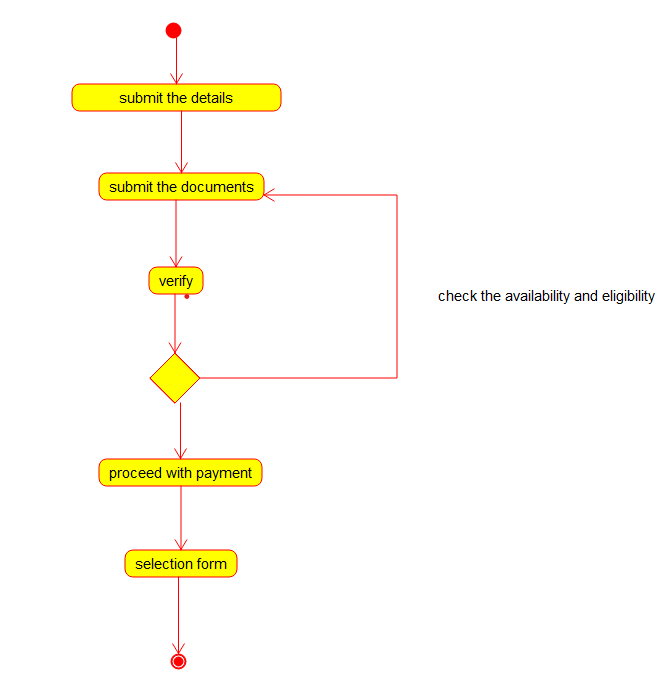 submit the details
submit the documents
verify
check the availability and eligibility
proceed with payment
selection form